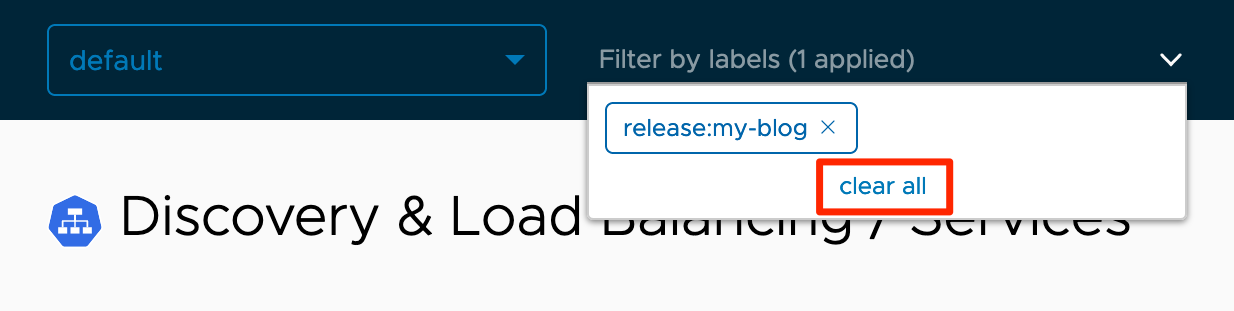 default
Filter by labels (1 applied)
release:my-blog ×
clear all
Discovery & Load Balancing / Services